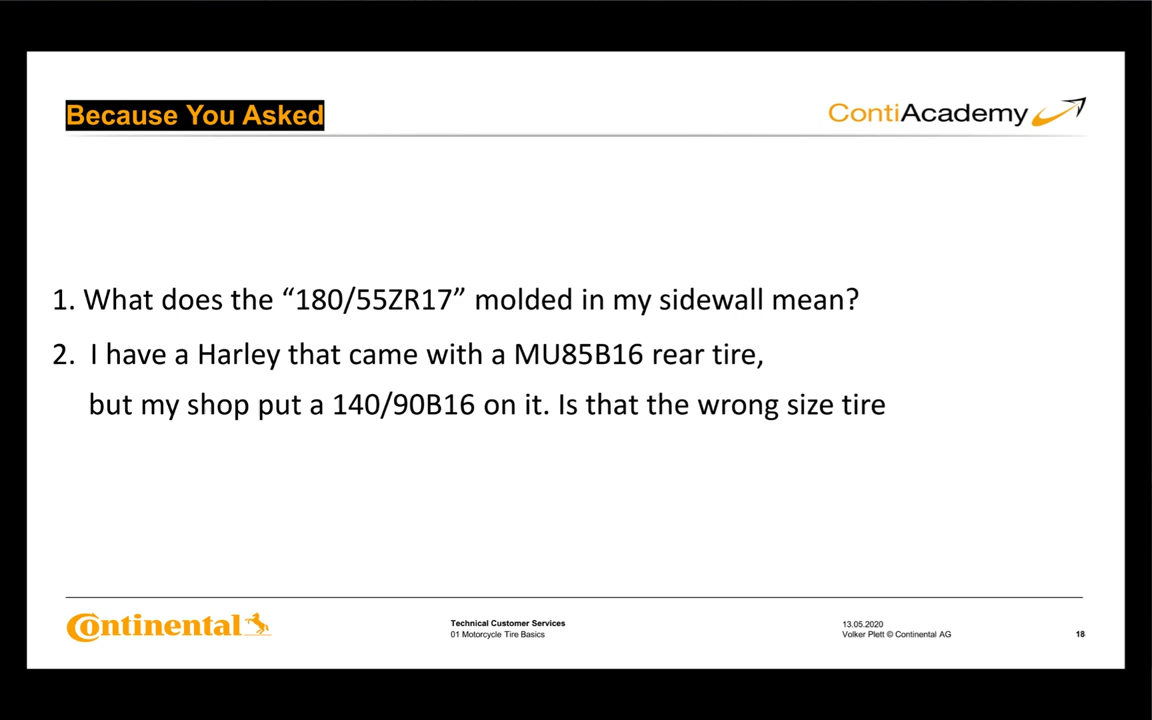 Because You Asked
ContiAcademy
1. What does the “180/55ZR17” molded in my sidewall mean?
2. I have a Harley that came with a MU85B16 rear tire,
but my shop put a 140/90B16 on it. Is that the wrong size tire
Continental
Technical Customer Services
01 Motorcycle Tire Basics
13.05.2020
Volker Plett © Continental AG
18